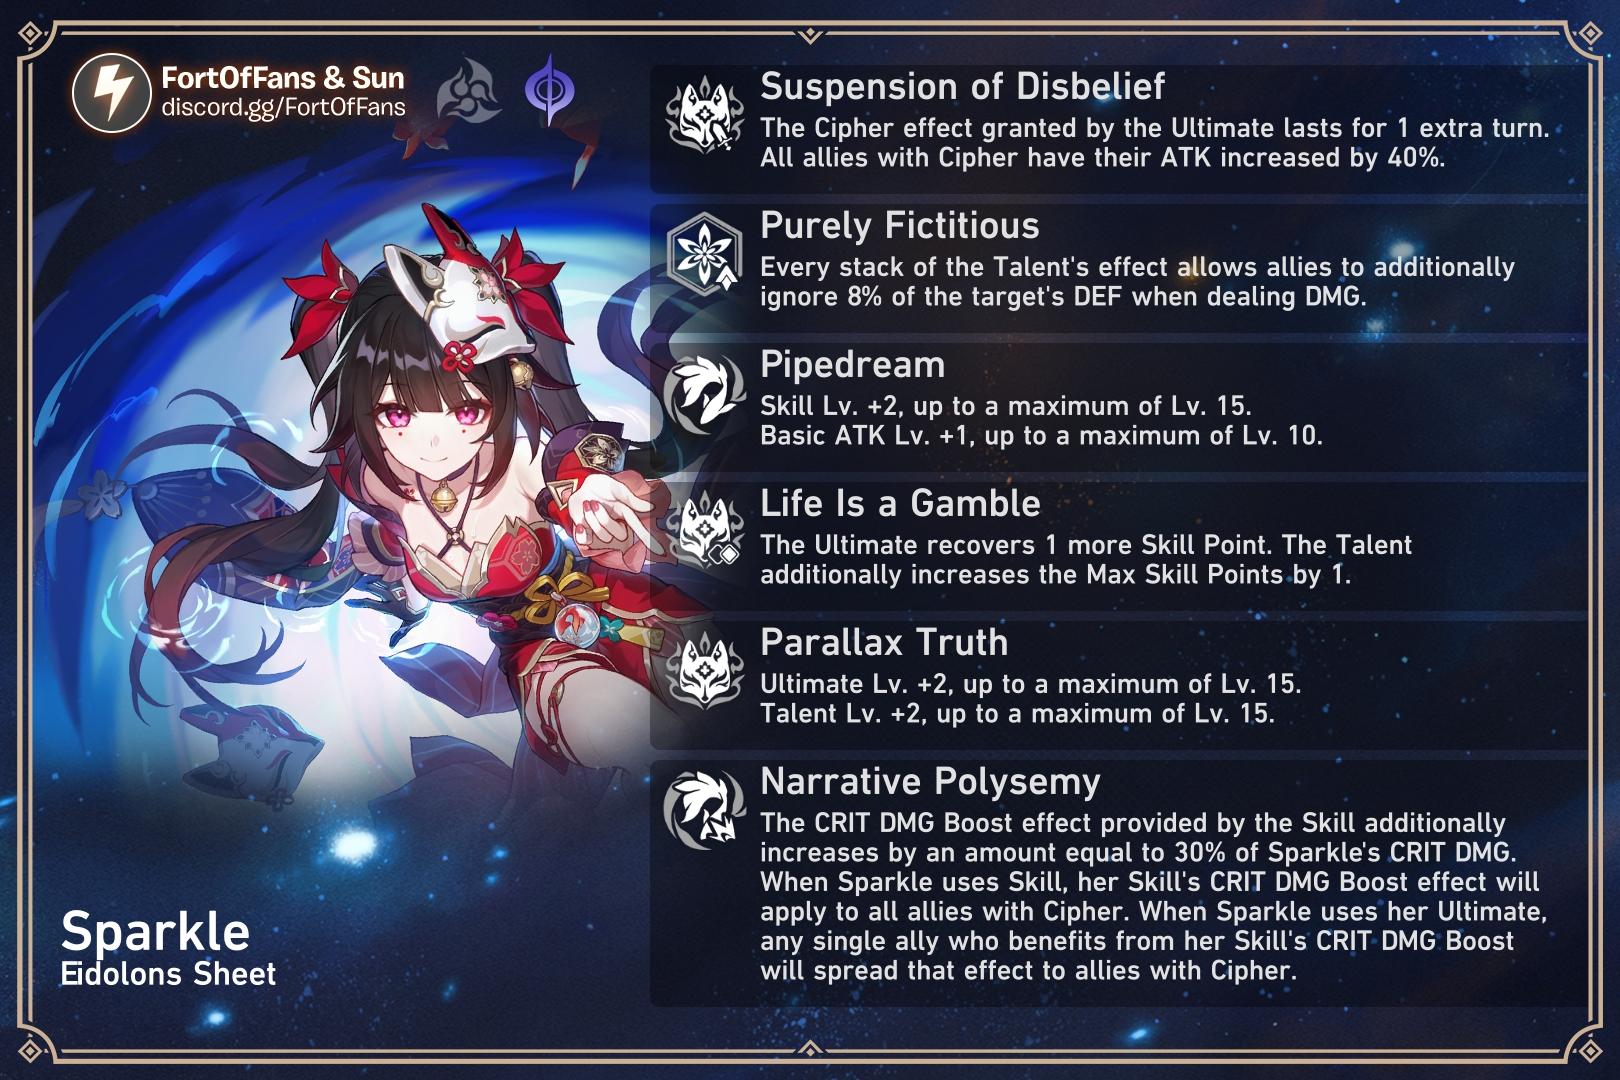 FortOfFans & Sun
discord.gg/FortOfFans
Suspension of Disbelief
The Cipher effect granted by the Ultimate lasts for 1 extra turn.
All allies with Cipher have their ATK increased by 40%.
Purely Fictitious
Every stack of the Talent's effect allows allies to additionally
ignore 8% of the target's DEF when dealing DMG.
Pipedream
Skill Lv. +2, up to a maximum of Lv. 15.
Basic ATK Lv. +1, up to a maximum of Lv. 10.
Life Is a Gamble
The Ultimate recovers 1 more Skill Point. The Talent
additionally increases the Max Skill Points by 1.
Parallax Truth
Ultimate Lv. +2, up to a maximum of Lv. 15.
Talent Lv. +2, up to a maximum of Lv. 15.
Narrative Polysemy
The CRIT DMG Boost effect provided by the Skill additionally
increases by an amount equal to 30% of Sparkle's CRIT DMG.
When Sparkle uses Skill, her Skill's CRIT DMG Boost effect will
apply to all allies with Cipher. When Sparkle uses her Ultimate,
any single ally who benefits from her Skill's CRIT DMG Boost
will spread that effect to allies with Cipher.
Sparkle
Eidolons Sheet